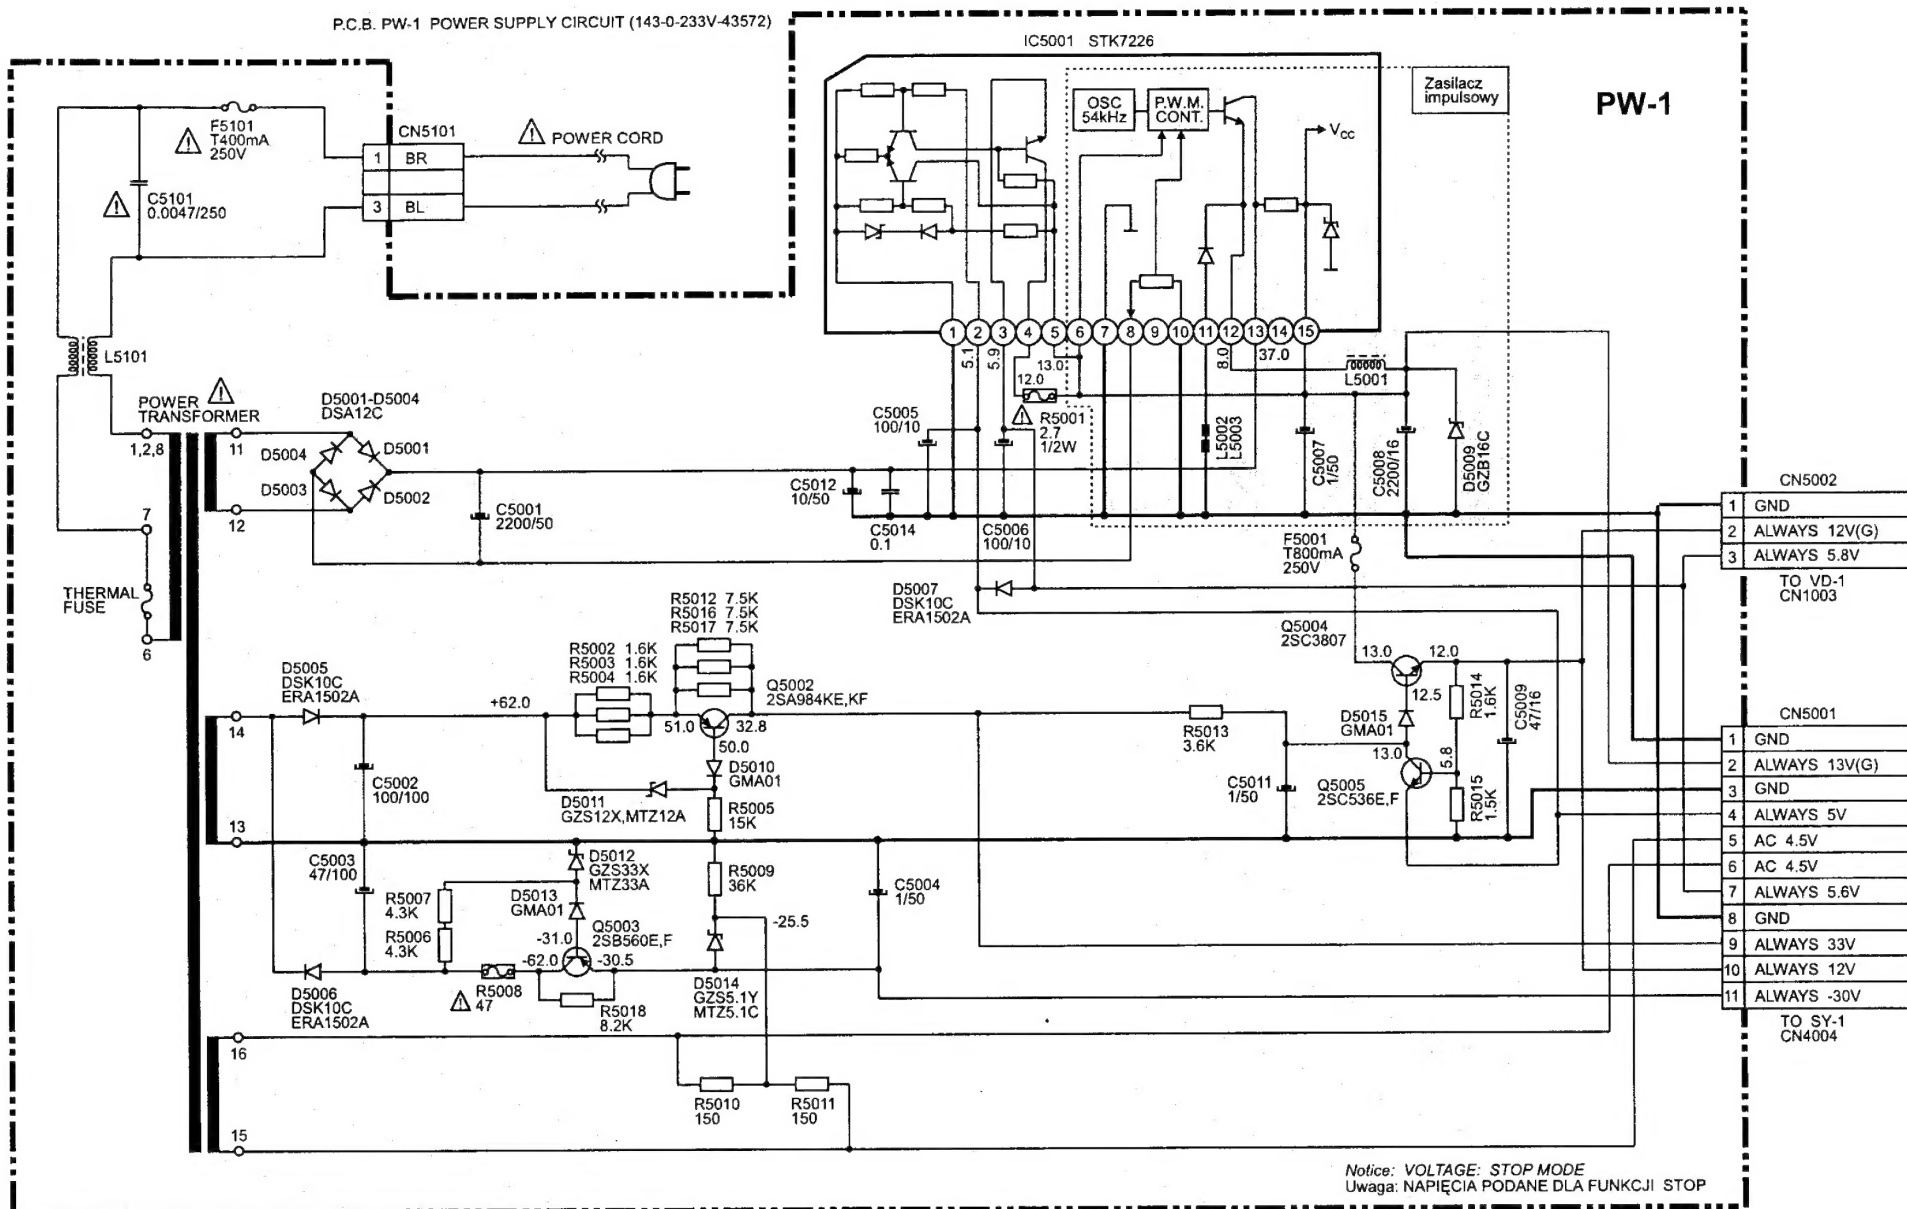 P.C.B. PW-1 POWER SUPPLY CIRCUIT (143-0-233V-43572)
IC5001 STK7226
PW-1
Zasilacz
impulsowy
OSC
54kHz
P.W.M.
CONT.
Vcc
F5101
T400mA
250V
CN5101
POWER CORD
1 BR
3 BL
C5101
0.0047/250
L5101
1 2 3 4 5 6 7 8 9 10 11 12 13 14 15
5.1
5.9
13.0
12.0
8.0
37.0
L5001
POWER
TRANSFORMER
1,2,8
11
12
7
6
THERMAL
FUSE
D5001-D5004
DSA12C
D5004
D5001
D5003
D5002
C5001
2200/50
C5005
100/10
R5001
2.7
1/2W
L5002
L5003
C5007
1/50
C5008
2200/16
D5009
GZB16C
C5012
10/50
C5014
0.1
C5006
100/10
F5001
T800mA
250V
CN5002
1 GND
2 ALWAYS 12V(G)
3 ALWAYS 5.8V
TO VD-1
CN1003
D5007
DSK10C
ERA1502A
R5012 7.5K
R5016 7.5K
R5017 7.5K
R5002 1.6K
R5003 1.6K
R5004 1.6K
Q5002
2SA984KE,KF
D5005
DSK10C
ERA1502A
+62.0
51.0
32.8
50.0
14
13
C5002
100/100
D5010
GMA01
D5011
GZS12X,MTZ12A
R5005
15K
Q5004
2SC3807
13.0
12.0
12.5
R5013
3.6K
D5015
GMA01
13.0
5.8
R5014
1.6K
C5009
47/16
C5011
1/50
Q5005
2SC536E,F
R5015
1.5K
CN5001
1 GND
2 ALWAYS 13V(G)
3 GND
4 ALWAYS 5V
5 AC 4.5V
6 AC 4.5V
7 ALWAYS 5.6V
8 GND
9 ALWAYS 33V
10 ALWAYS 12V
11 ALWAYS -30V
TO SY-1
CN4004
C5003
47/100
D5012
GZS33X
MTZ33A
R5009
36K
C5004
1/50
R5007
4.3K
D5013
GMA01
R5006
4.3K
Q5003
2SB560E,F
-31.0
-62.0
-30.5
-25.5
D5006
DSK10C
ERA1502A
R5008
47
R5018
8.2K
D5014
GZS5.1Y
MTZ5.1C
16
15
R5010
150
R5011
150
Notice: VOLTAGE: STOP MODE
Uwaga: NAPIĘCIA PODANE DLA FUNKCJI STOP